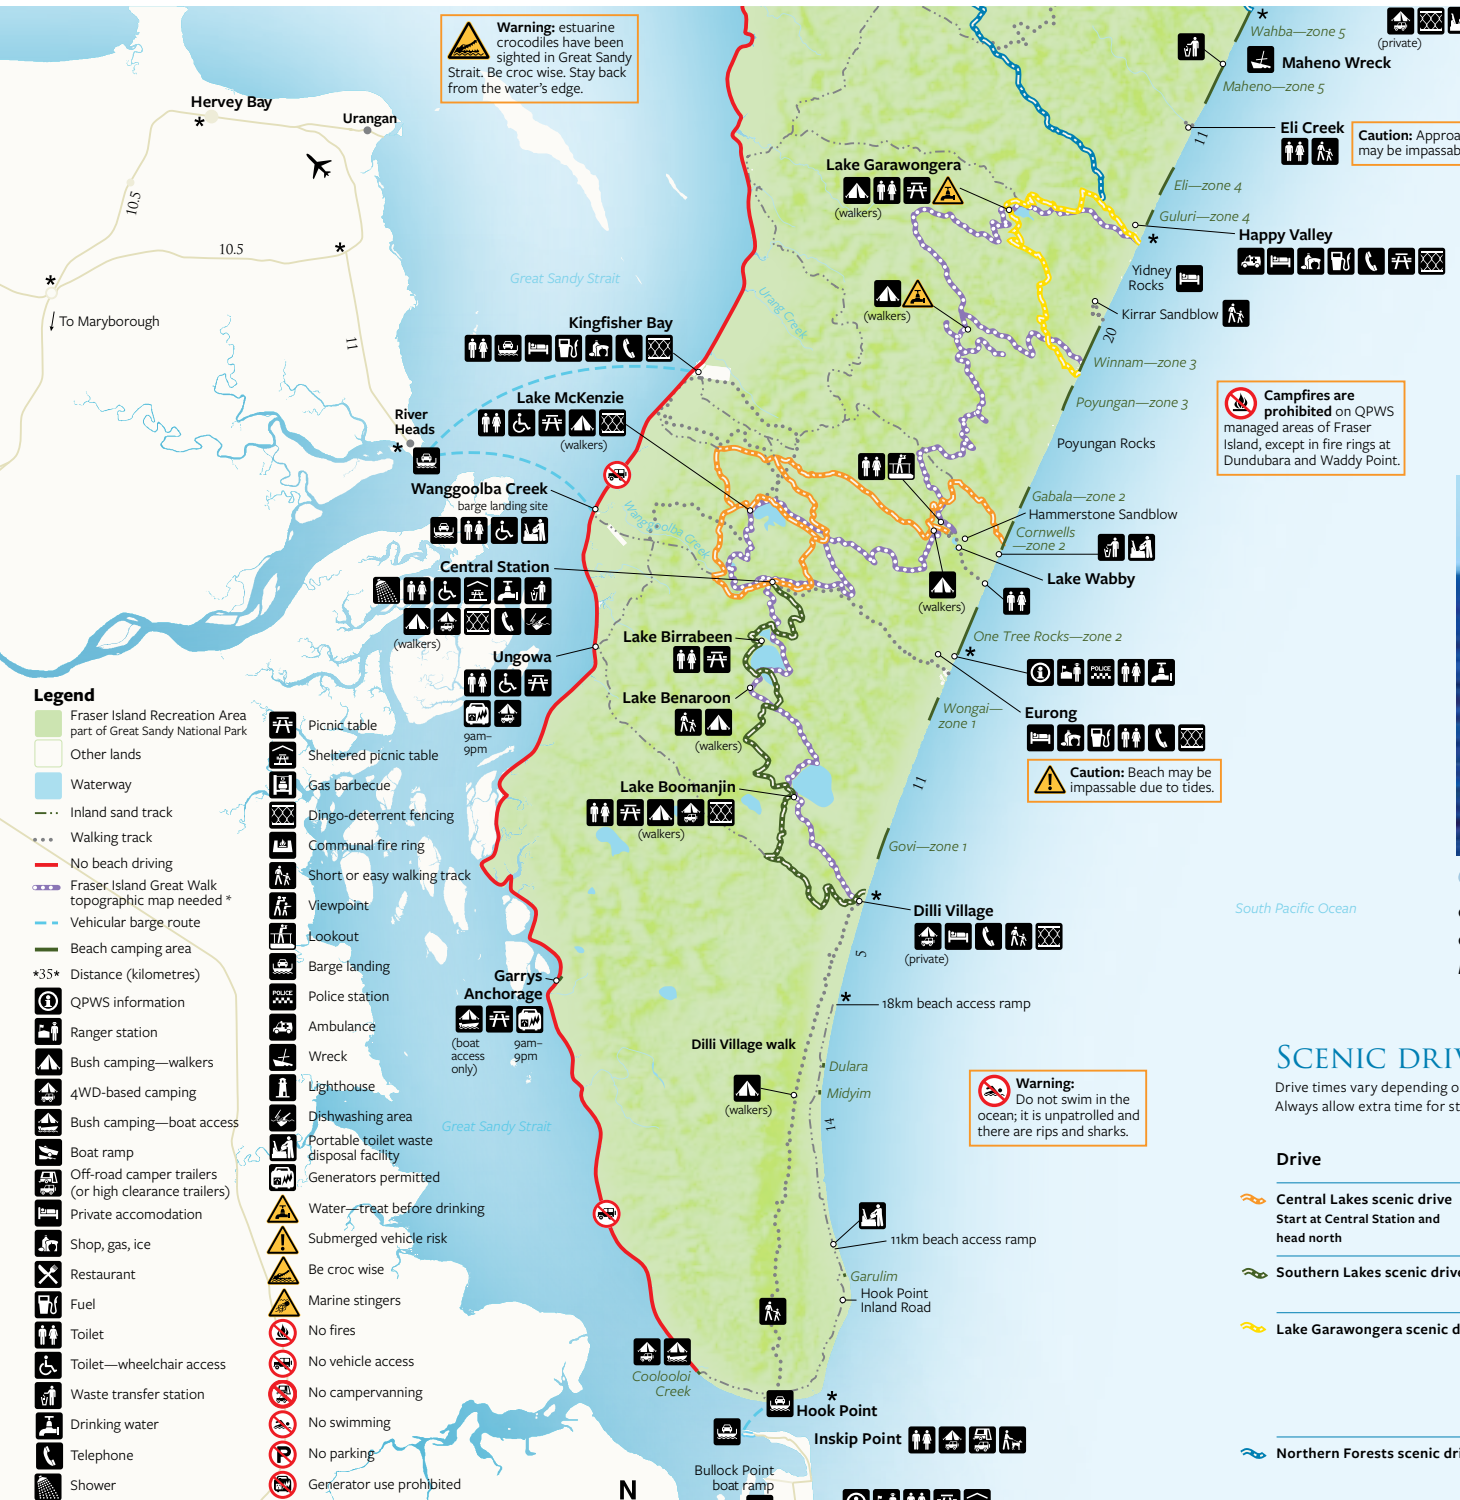 Warning: estuarine
crocodiles have been
sighted in Great Sandy
Strait. Be croc wise. Stay back
from the water's edge.
Wahba—zone 5
(private)
Maheno Wreck
Maheno—zone 5
Hervey Bay
*
Urangan
Eli Creek
11
Caution: Approa
may be impassab
Lake Garawongera
(walkers)
Eli—zone 4
Guluri—zone 4
Happy Valley
10.5
10.5
*
*
To Maryborough
11
Great Sandy Strait
Urang Creek
Yidney
Rocks
(walkers)
Kirrar Sandblow
20
Kingfisher Bay
Winnam—zone 3
Lake McKenzie
(walkers)
Poyungan—zone 3
Campfires are
prohibited on QPWS
managed areas of Fraser
Island, except in fire rings at
Dundubara and Waddy Point.
River
Heads
*
Poyungan Rocks
Wanggoolba Creek
barge landing site
Wanggoolba Creek
Gabala—zone 2
Hammerstone Sandblow
Cornwells
—zone 2
Central Station
(walkers)
Lake Wabby
(walkers)
Lake Birrabeen
One Tree Rocks—zone 2
*
POLICE
Ungowa
9am–
9pm
Lake Benaroon
(walkers)
Wongai—
zone 1
Eurong
Caution: Beach may be
impassable due to tides.
11
Lake Boomanjin
(walkers)
Govi—zone 1
*
Dilli Village
(private)
South Pacific Ocean
5
Garrys
Anchorage
(boat
access
only)
9am–
9pm
*
18km beach access ramp
Dilli Village walk
(walkers)
Dulara
Midyim
14
Warning:
Do not swim in the
ocean; it is unpatrolled and
there are rips and sharks.
Great Sandy Strait
11km beach access ramp
Garulim
Hook Point
Inland Road
Coolooloi
Creek
*
Hook Point
Inskip Point
Bullock Point
boat ramp
N
Legend
Fraser Island Recreation Area
part of Great Sandy National Park
Other lands
Waterway
Inland sand track
Walking track
No beach driving
Fraser Island Great Walk
topographic map needed *
Vehicular barge route
Beach camping area
*35* Distance (kilometres)
QPWS information
Ranger station
Bush camping—walkers
4WD-based camping
Bush camping—boat access
Boat ramp
Off-road camper trailers
(or high clearance trailers)
Private accomodation
Shop, gas, ice
Restaurant
Fuel
Toilet
Toilet—wheelchair access
Waste transfer station
Drinking water
Telephone
Shower
Picnic table
Sheltered picnic table
Gas barbecue
Dingo-deterrent fencing
Communal fire ring
Short or easy walking track
Viewpoint
Lookout
Barge landing
POLICE
Police station
Ambulance
Wreck
Lighthouse
Dishwashing area
Portable toilet waste
disposal facility
Generators permitted
Water—treat before drinking
Submerged vehicle risk
Be croc wise
Marine stingers
No fires
No vehicle access
No campervanning
No swimming
No parking
Generator use prohibited
SCENIC DRIV
Drive times vary depending o
Always allow extra time for st
Drive
Central Lakes scenic drive
Start at Central Station and
head north
Southern Lakes scenic drive
Lake Garawongera scenic d
Northern Forests scenic dri